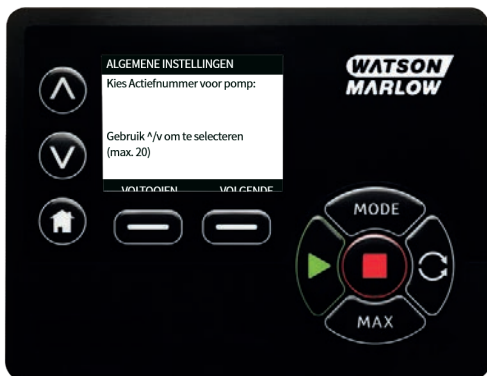 ALGEMENE INSTELLINGEN
Kies Actiefnummer voor pomp:
Gebruik ^/v om te selecteren
(max. 20)
VOLTOOIEN VOLGENDE
WATSON
MARLOW
MODE
MAX